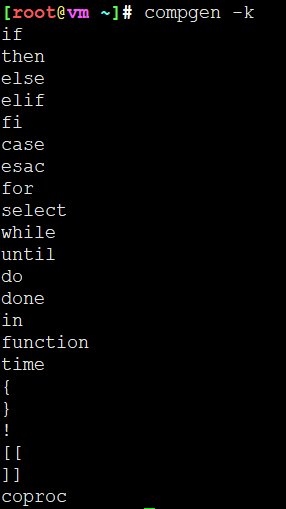 [root@vm ~]# compgen -k
if
then
else
elif
fi
case
esac
for
select
while
until
do
done
in
function
time
{
}
!
[[
]]
coproc